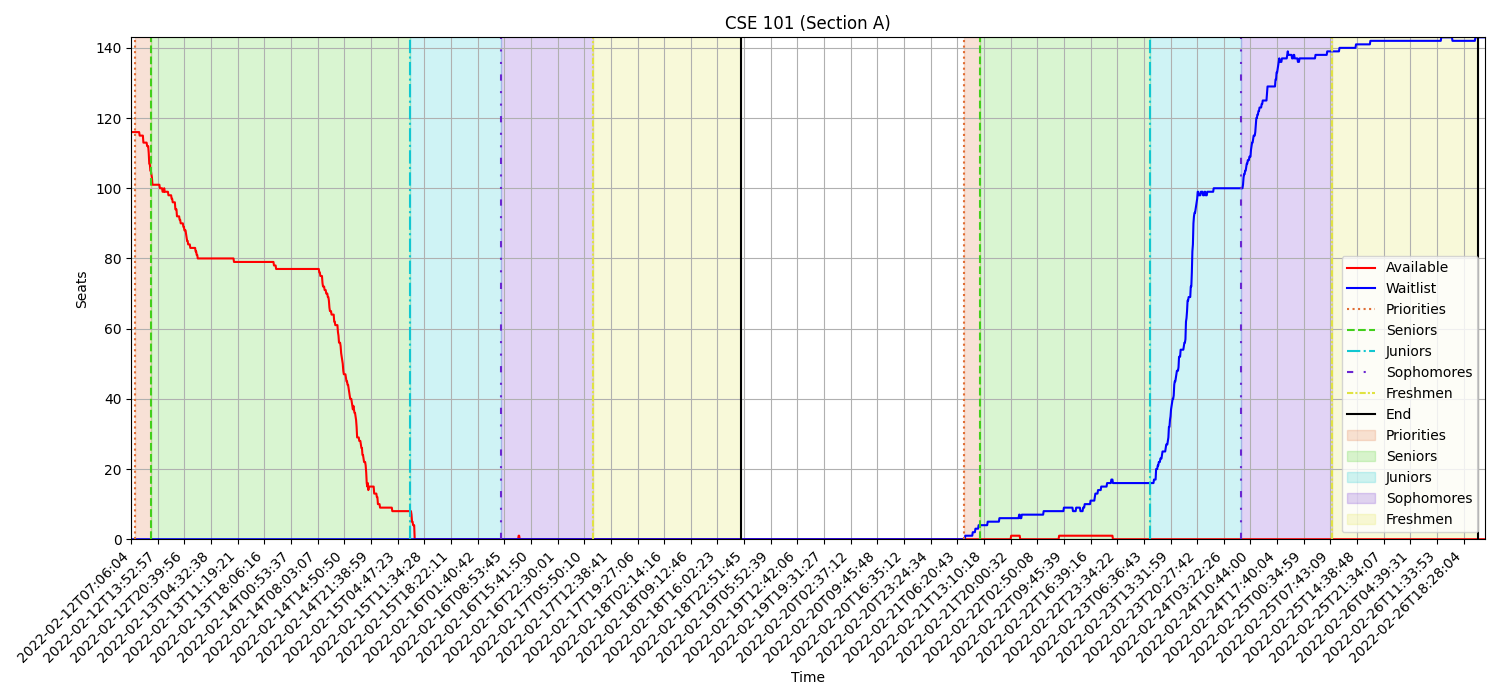 CSE 101 (Section A)
Seats
140
120
100
80
60
40
20
0
Available
Waitlist
Priorities
Seniors
Juniors
Sophomores
Freshmen
End
Priorities
Seniors
Juniors
Sophomores
Freshmen
2022-02-12T07:06:04
2022-02-12T13:52:57
2022-02-12T20:39:56
2022-02-13T04:32:38
2022-02-13T11:19:21
2022-02-13T18:06:16
2022-02-14T00:53:37
2022-02-14T08:03:07
2022-02-14T14:50:50
2022-02-14T21:38:59
2022-02-15T04:47:23
2022-02-15T11:34:28
2022-02-15T18:22:11
2022-02-16T01:40:42
2022-02-16T08:53:45
2022-02-16T15:41:50
2022-02-16T22:30:01
2022-02-17T05:50:10
2022-02-17T12:38:41
2022-02-17T19:27:06
2022-02-18T02:14:16
2022-02-18T09:12:46
2022-02-18T16:02:23
2022-02-18T22:51:45
2022-02-19T05:52:39
2022-02-19T12:42:06
2022-02-19T19:31:27
2022-02-20T02:37:12
2022-02-20T09:45:48
2022-02-20T16:35:12
2022-02-20T23:24:34
2022-02-21T06:20:43
2022-02-21T13:10:18
2022-02-21T20:00:32
2022-02-22T02:50:08
2022-02-22T09:45:39
2022-02-22T16:39:16
2022-02-22T23:34:22
2022-02-23T06:36:43
2022-02-23T13:31:59
2022-02-23T20:27:42
2022-02-24T03:22:26
2022-02-24T10:44:00
2022-02-24T17:40:04
2022-02-25T00:34:59
2022-02-25T07:43:09
2022-02-25T14:38:48
2022-02-25T21:34:07
2022-02-26T04:39:31
2022-02-26T11:33:53
2022-02-26T18:28:04
Time